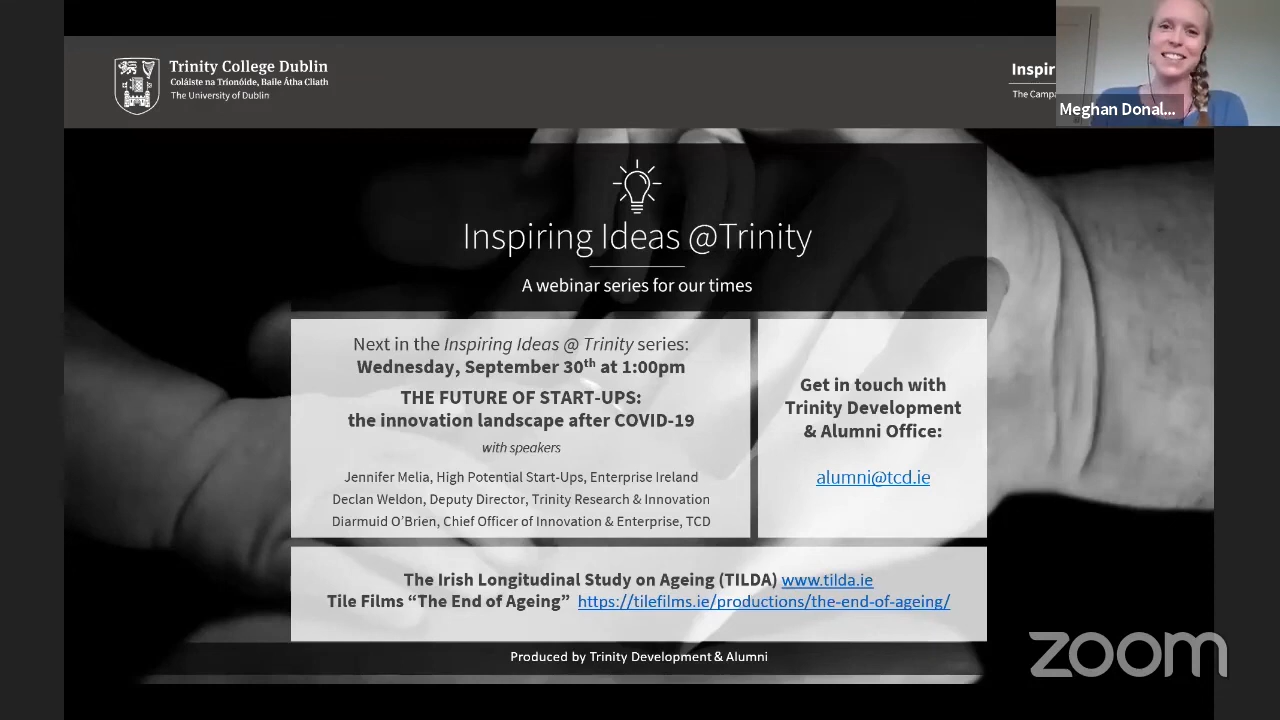 Trinity College Dublin
Coláiste na Tríonóide, Baile Átha Cliath
The University of Dublin
Inspir
The Campa
Meghan Donal...
Inspiring Ideas @Trinity
A webinar series for our times
Next in the Inspiring Ideas @ Trinity series:
Wednesday, September 30th at 1:00pm
THE FUTURE OF START-UPS:
the innovation landscape after COVID-19
with speakers
Jennifer Melia, High Potential Start-Ups, Enterprise Ireland
Declan Weldon, Deputy Director, Trinity Research & Innovation
Diarmuid O’Brien, Chief Officer of Innovation & Enterprise, TCD
Get in touch with
Trinity Development
& Alumni Office:
alumni@tcd.ie
The Irish Longitudinal Study on Ageing (TILDA) www.tilda.ie
Tile Films “The End of Ageing” https://tilefilms.ie/productions/the-end-of-ageing/
Produced by Trinity Development & Alumni
zoom